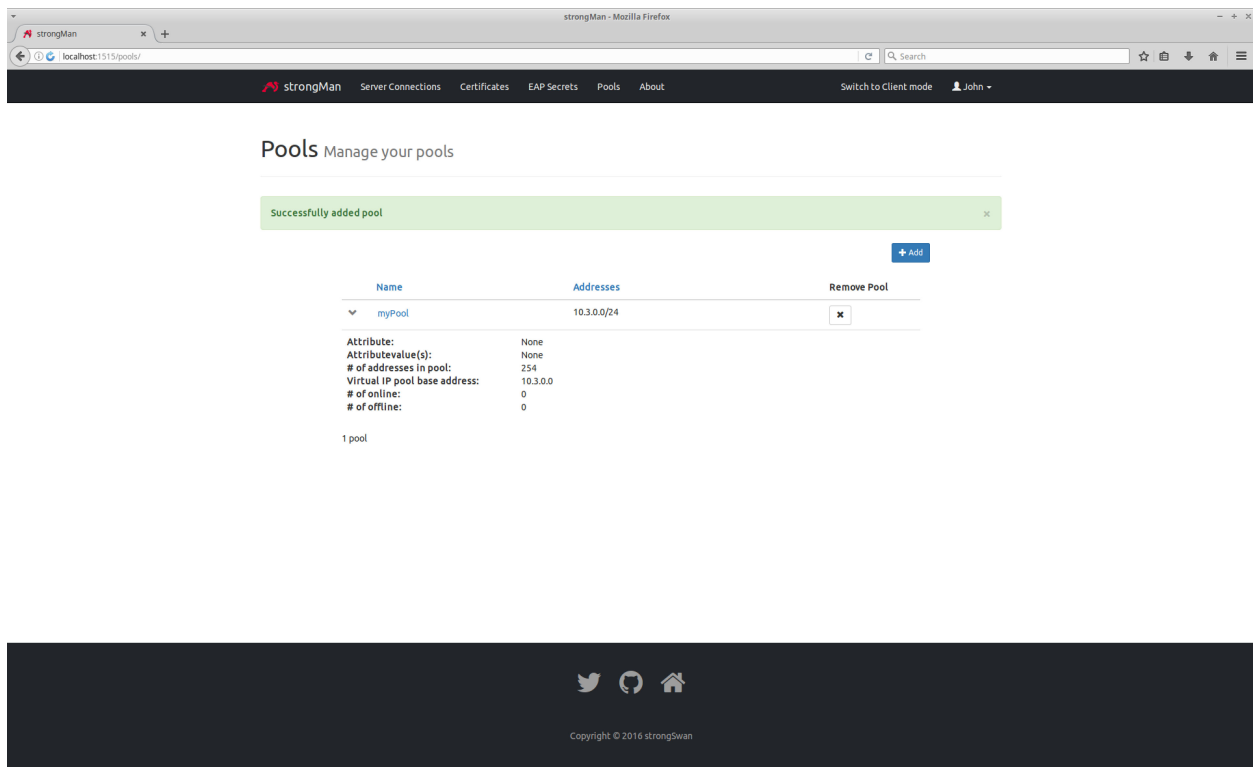 strongMan - Mozilla Firefox
strongMan
localhost:1515/pools/
Search
strongMan Server Connections Certificates EAP Secrets Pools About Switch to Client mode John
Pools Manage your pools
Successfully added pool
Add
Name Addresses Remove Pool
myPool 10.3.0.0/24
Attribute: None
Attributevalue(s): None
# of addresses in pool: 254
Virtual IP pool base address: 10.3.0.0
# of online: 0
# of offline: 0
1 pool
Copyright © 2016 strongSwan